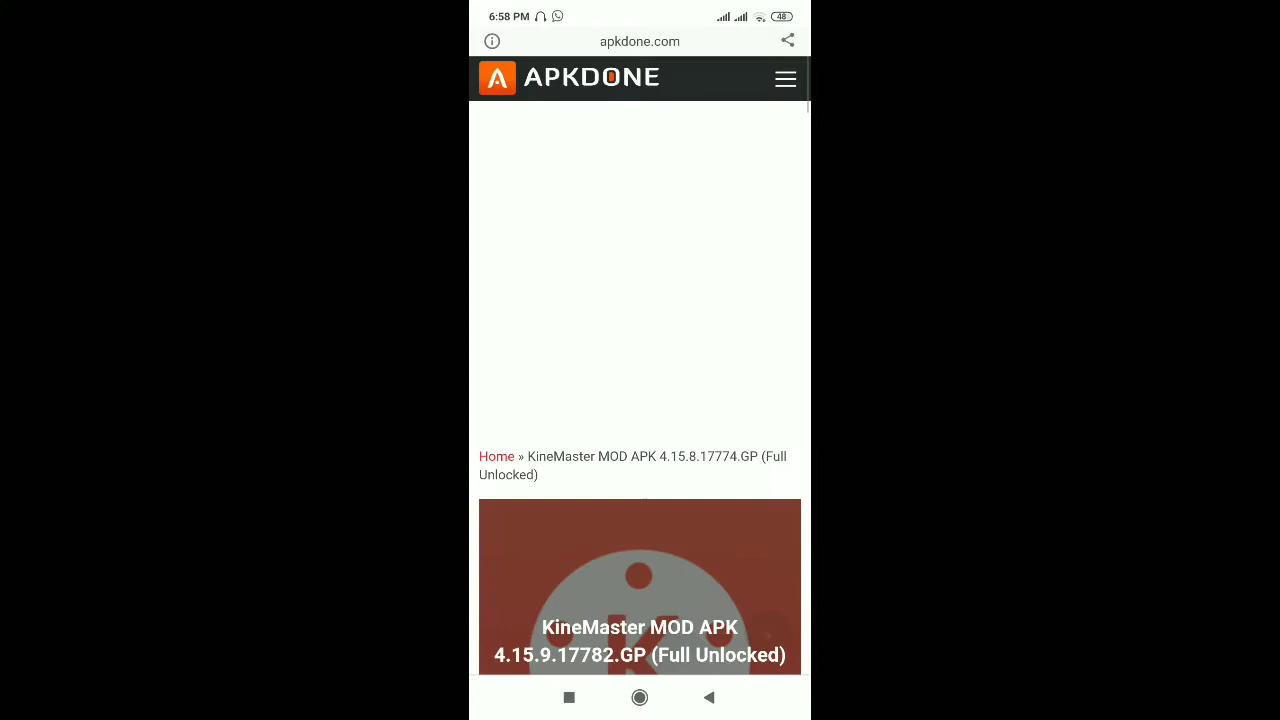 6:58 PM 48
apkdone.com
APKDONE
Home » KineMaster MOD APK 4.15.8.17774.GP (Full
Unlocked)
K
KineMaster MOD APK
4.15.9.17782.GP (Full Unlocked)